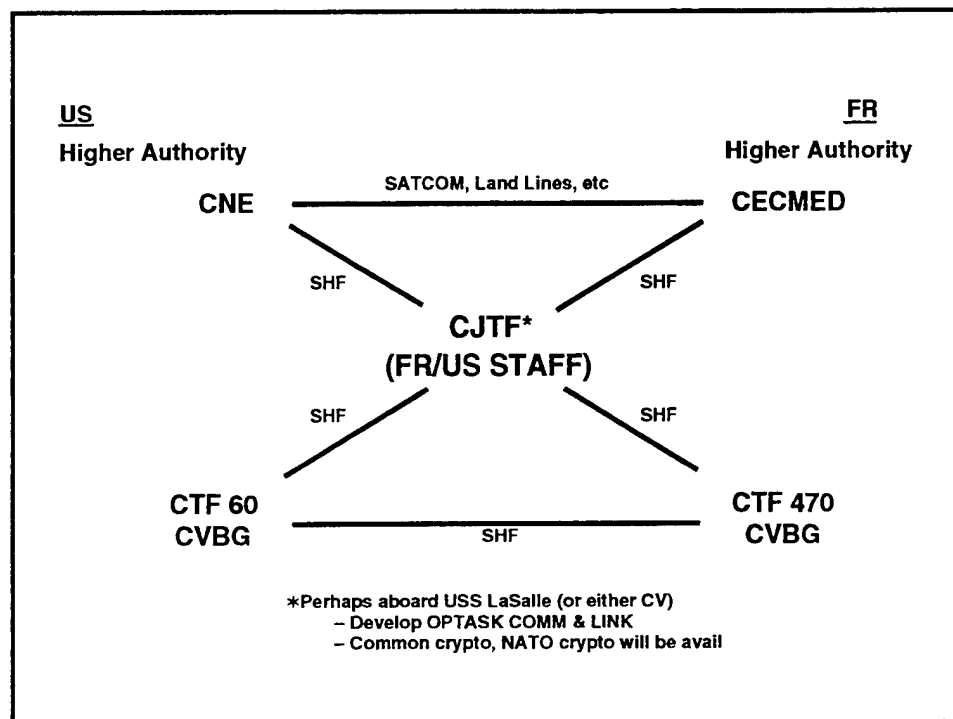 US
FR
Higher Authority
Higher Authority
SATCOM, Land Lines, etc
CNE
CECMED
SHF
SHF
CJTF*
(FR/US STAFF)
SHF
SHF
CTF 60
CVBG
CTF 470
CVBG
SHF
*Perhaps aboard USS LaSalle (or either CV)
– Develop OPTASK COMM & LINK
– Common crypto, NATO crypto will be avail